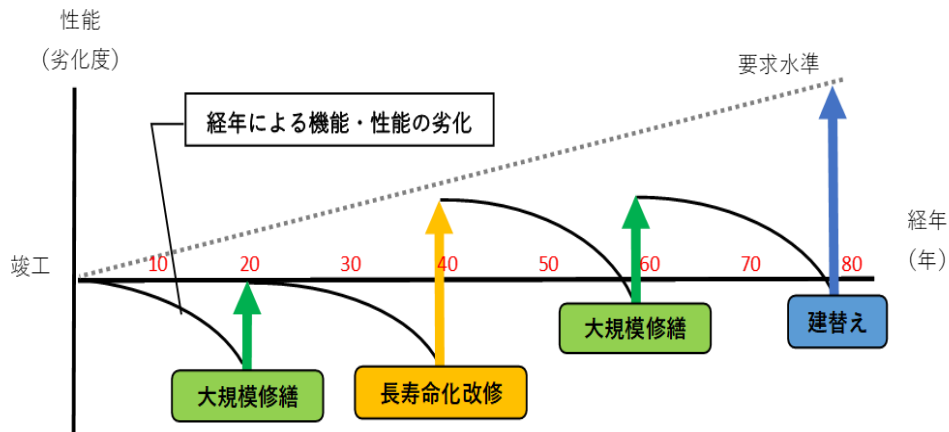 性能
（劣化度）
要求水準
経年による機能・性能の劣化
経年
（年）
竣工
10
20
30
40
50
60
70
80
大規模修繕
建替え
大規模修繕
長寿命化改修